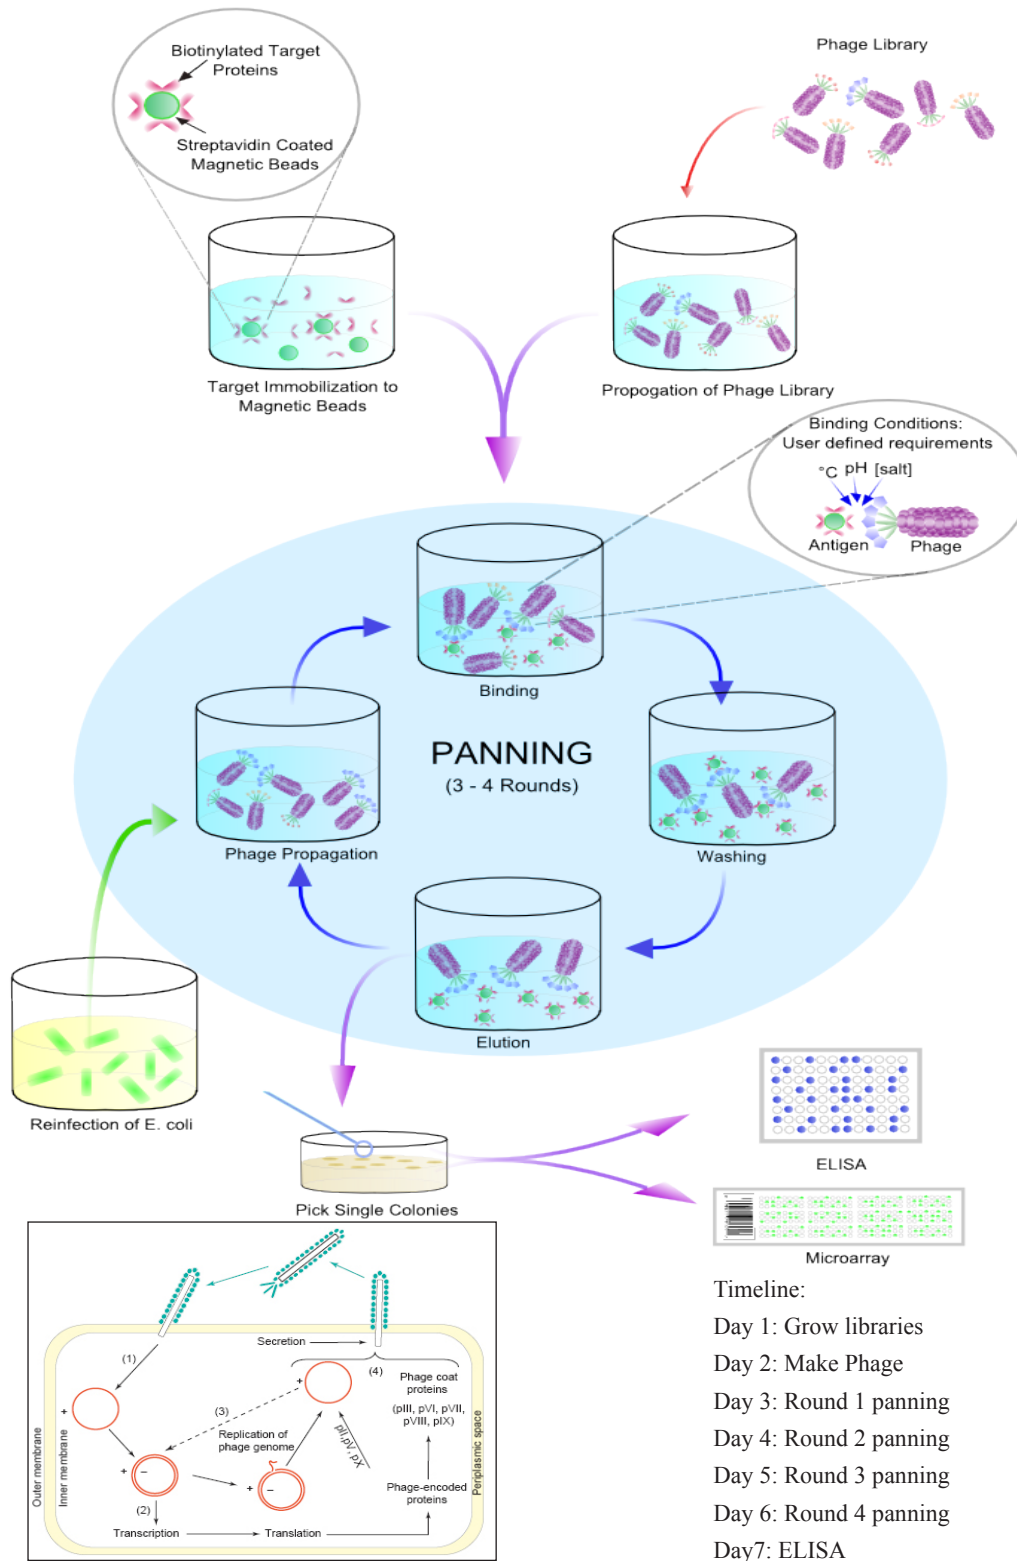 Biotinylated Target
Proteins
Streptavidin Coated
Magnetic Beads
Phage Library
Target Immobilization to
Magnetic Beads
Propogation of Phage Library
Binding Conditions:
User defined requirements
°C pH [salt]
Antigen Phage
Binding
PANNING
(3 - 4 Rounds)
Phage Propagation
Washing
Elution
Reinfection of E. coli
Pick Single Colonies
ELISA
Microarray
Outer membrane
Inner membrane
Periplasmic space
Secretion
(1)
(4)
+
+
Phage coat
proteins
(pIII, pVI, pVII,
pVIII, pIX)
(3)
Replication of
phage genome
pII, pV, pX
+ −
+ −
Phage-encoded
proteins
(2)
Transcription
Translation
Timeline:
Day 1: Grow libraries
Day 2: Make Phage
Day 3: Round 1 panning
Day 4: Round 2 panning
Day 5: Round 3 panning
Day 6: Round 4 panning
Day7: ELISA